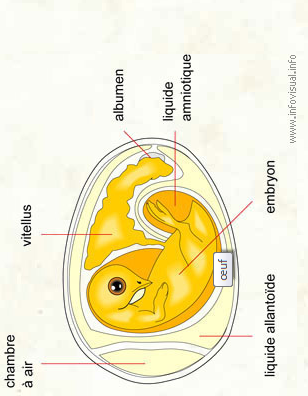 albumen
liquide
amniotique
www.infovisual.info
vitellus
embryon
œuf
chambre
à air
liquide allantoïde